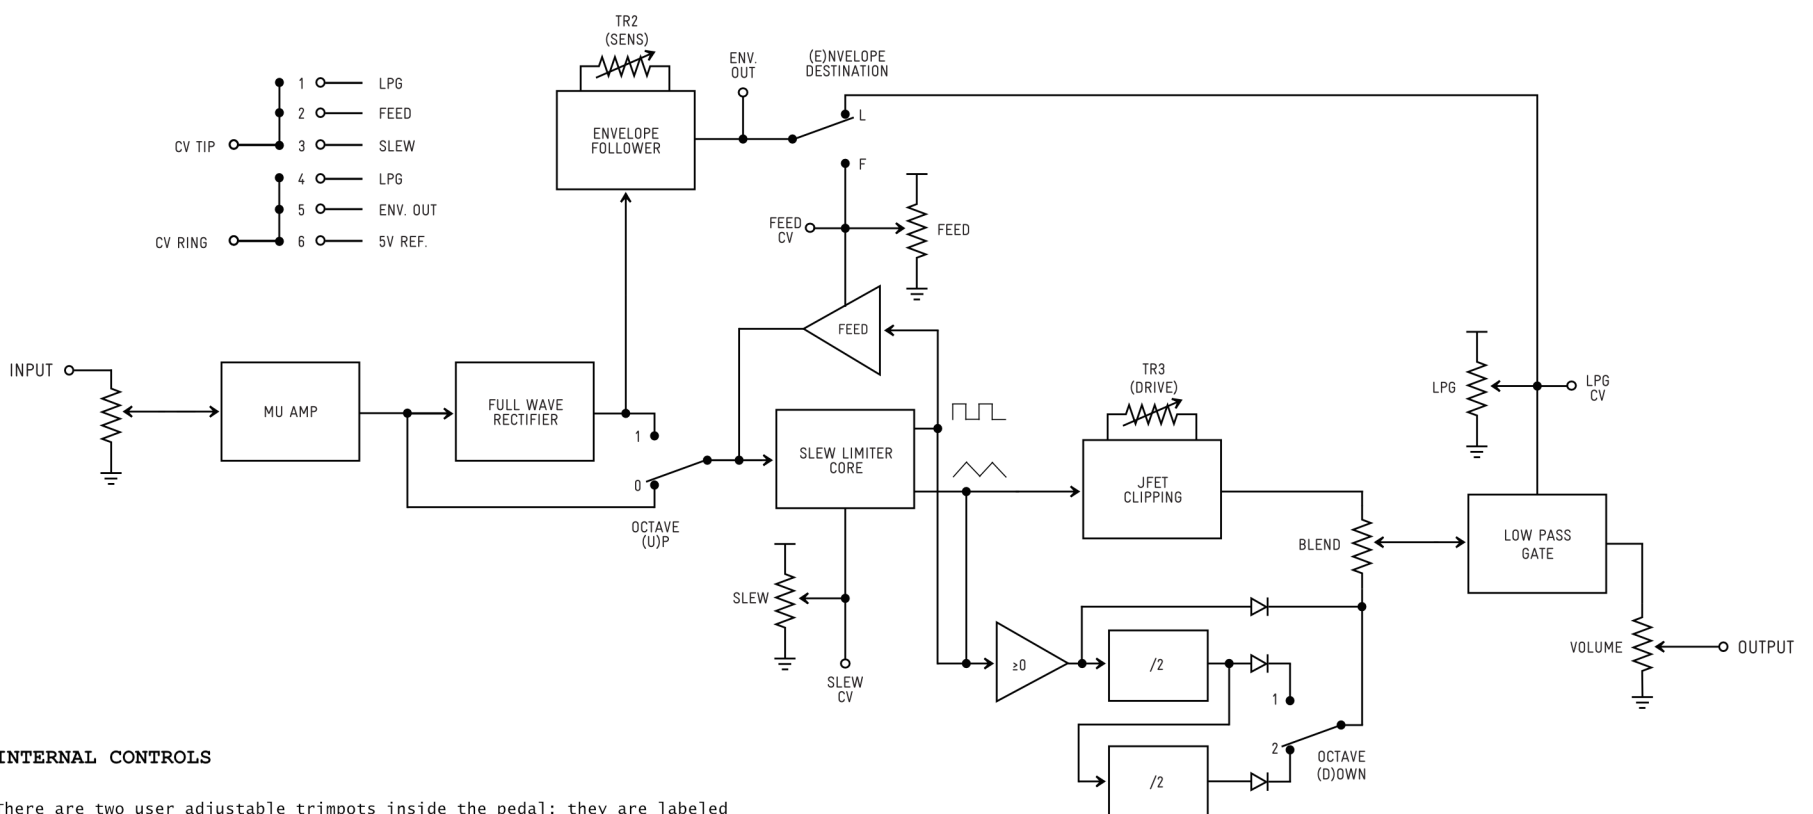 TR2
(SENS)
ENV.
OUT
(E)NVELOPE
DESTINATION
1 LPG
2 FEED
CV TIP 3 SLEW
4 LPG
5 ENV. OUT
CV RING 6 5V REF.
ENVELOPE
FOLLOWER
L
F
FEED
CV
FEED
FEED
INPUT
MU AMP
FULL WAVE
RECTIFIER
1
0
OCTAVE
(U)P
SLEW LIMITER
CORE
TR3
(DRIVE)
JFET
CLIPPING
LPG
LPG
CV
BLEND
LOW PASS
GATE
SLEW
SLEW
CV
≥0
/2
1
2
OCTAVE
(D)OWN
/2
VOLUME
OUTPUT
INTERNAL CONTROLS
There are two user adjustable trimpots inside the pedal; they are labeled